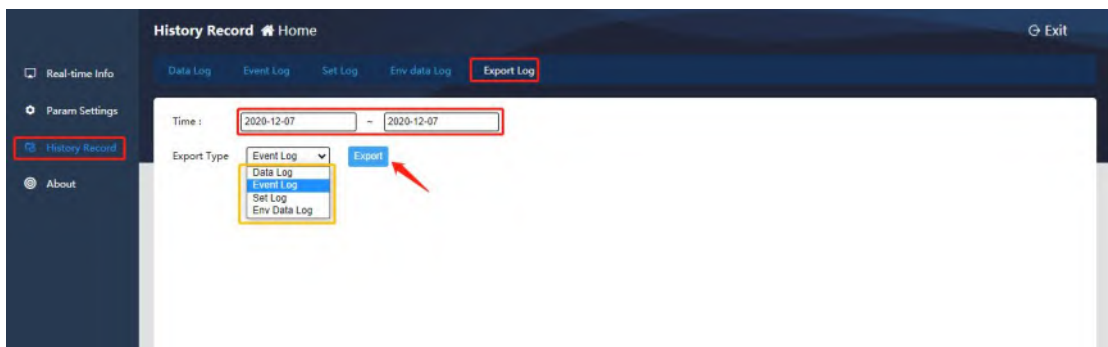 History Record Home Exit
Real-time Info
Data Log Event Log Set Log Env data Log Export Log
Param Settings
Time : 2020-12-07 ~ 2020-12-07
History Record
Export Type Event Log Export
Data Log
Event Log
Set Log
Env Data Log
About